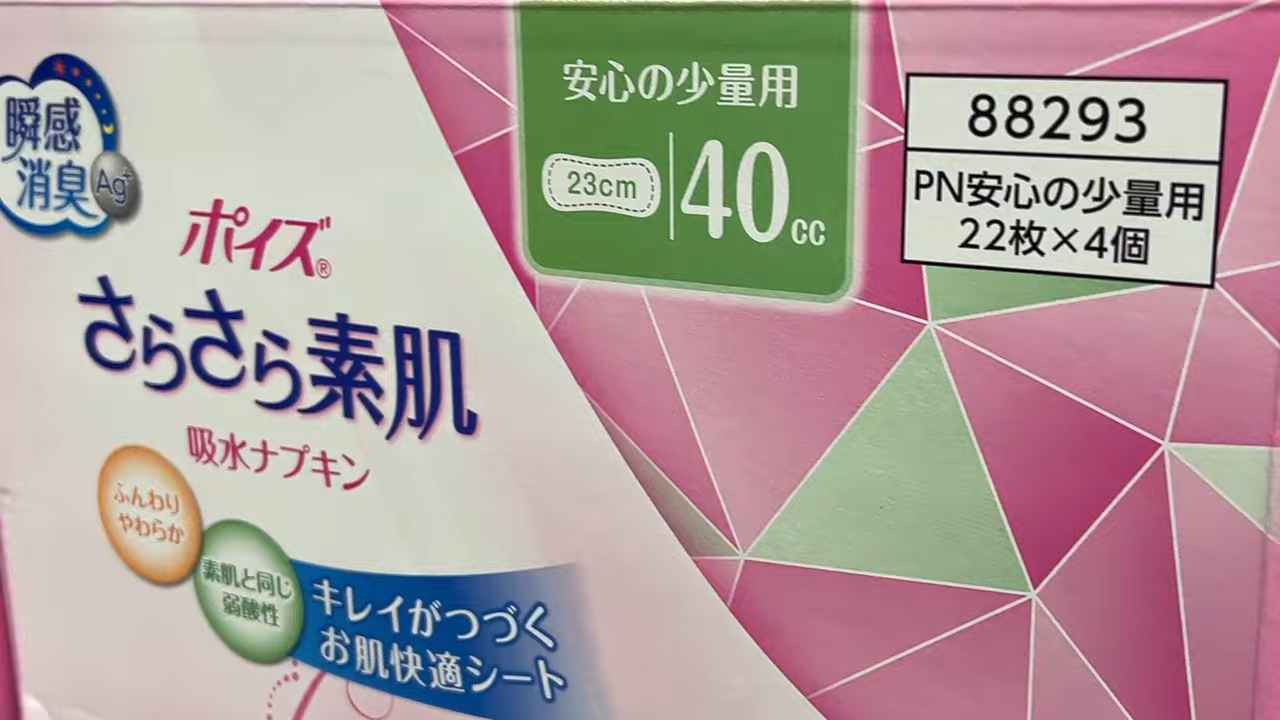 瞬感
消臭
Ag+
ポイズ®
さらさら素肌
吸水ナプキン
ふんわり
やわらか
素肌と同じ
弱酸性
キレイがつづく
お肌快適シート
安心の少量用
23cm
40cc
88293
PN安心の少量用
22枚×4個